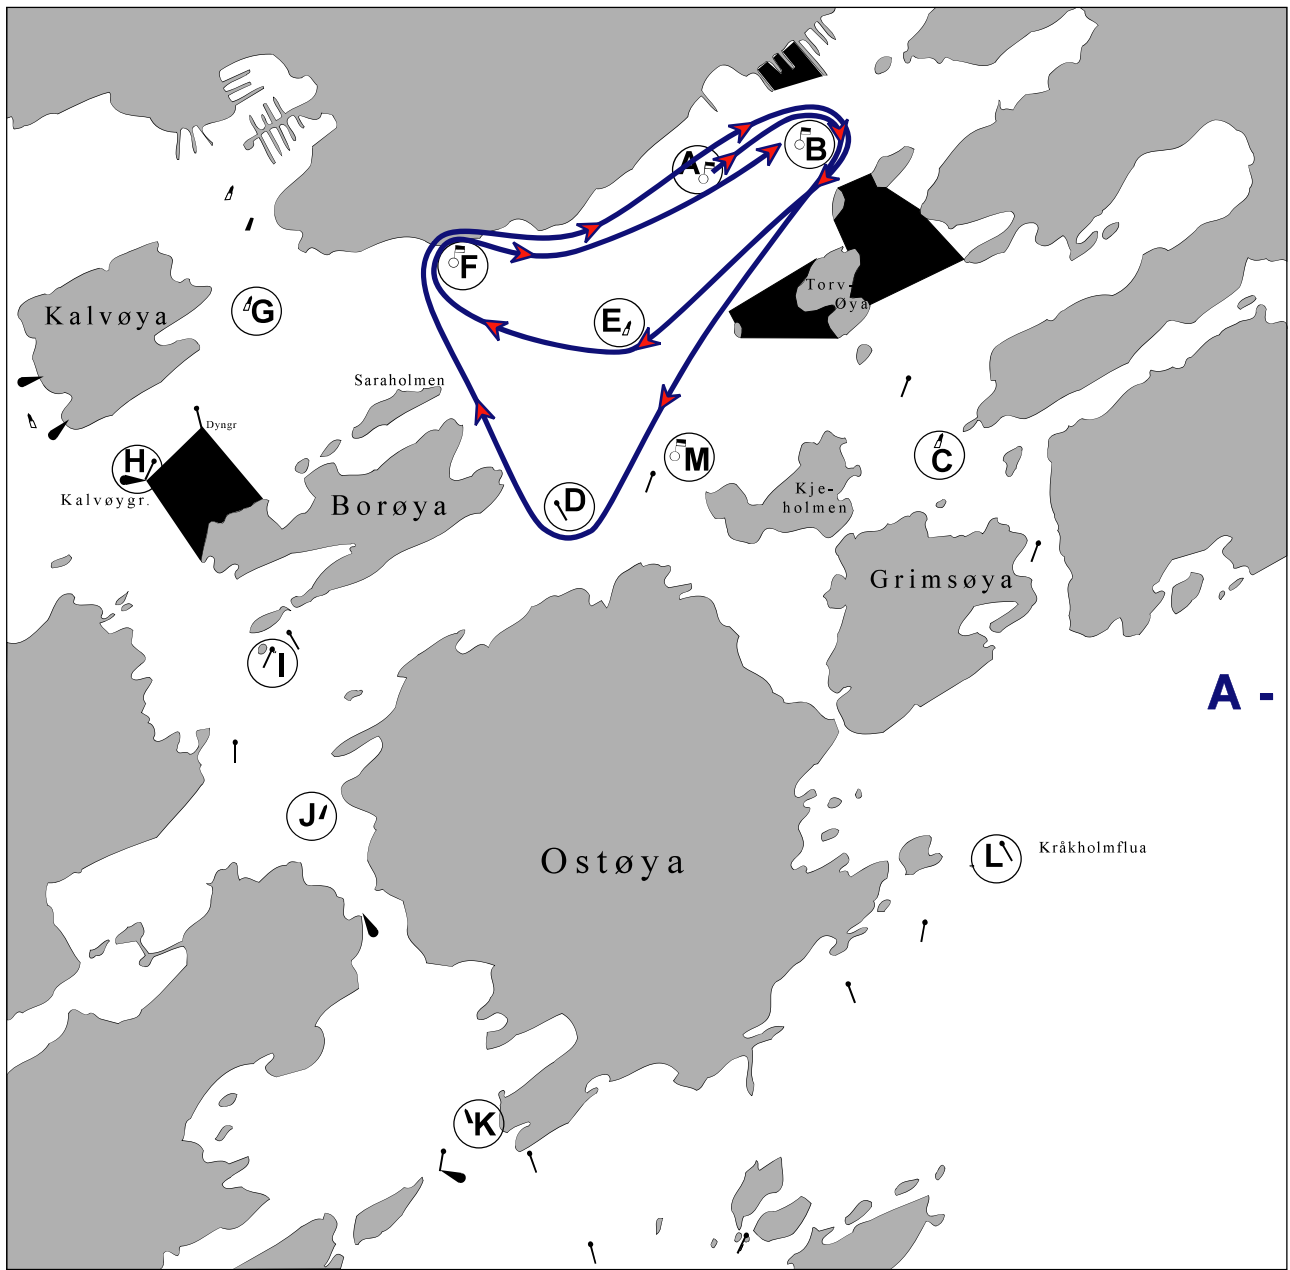 B
A
F
Torv-
Øya
Kalvøya
G
E
Saraholmen
Dyngr
H
M
C
Kalvøygr.
Borøya
D
Kje-
holmen
Grimsøya
I
A -
J
Ostøya
L
Kråkholmflua
K